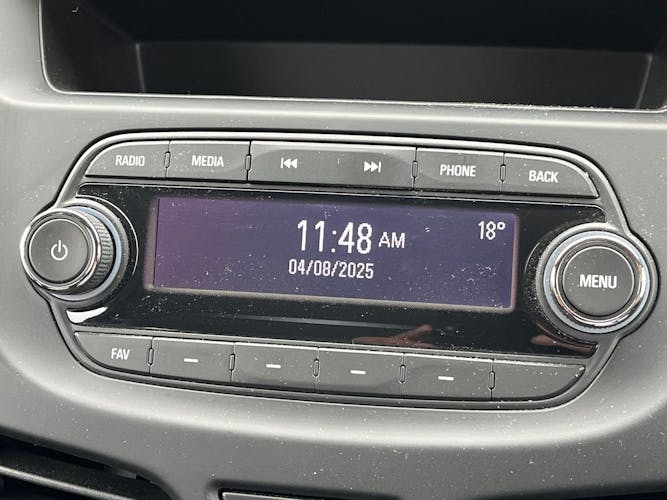 RADIO MEDIA PHONE BACK
11:48 AM 18°
04/08/2025
MENU
FAV